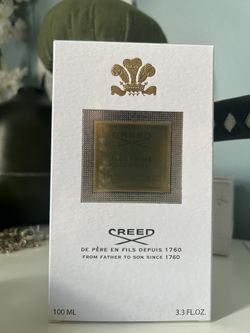 CREED
DE PÈRE EN FILS DEPUIS 1760
FROM FATHER TO SON SINCE 1760
100 ML 3.3 FL.OZ.